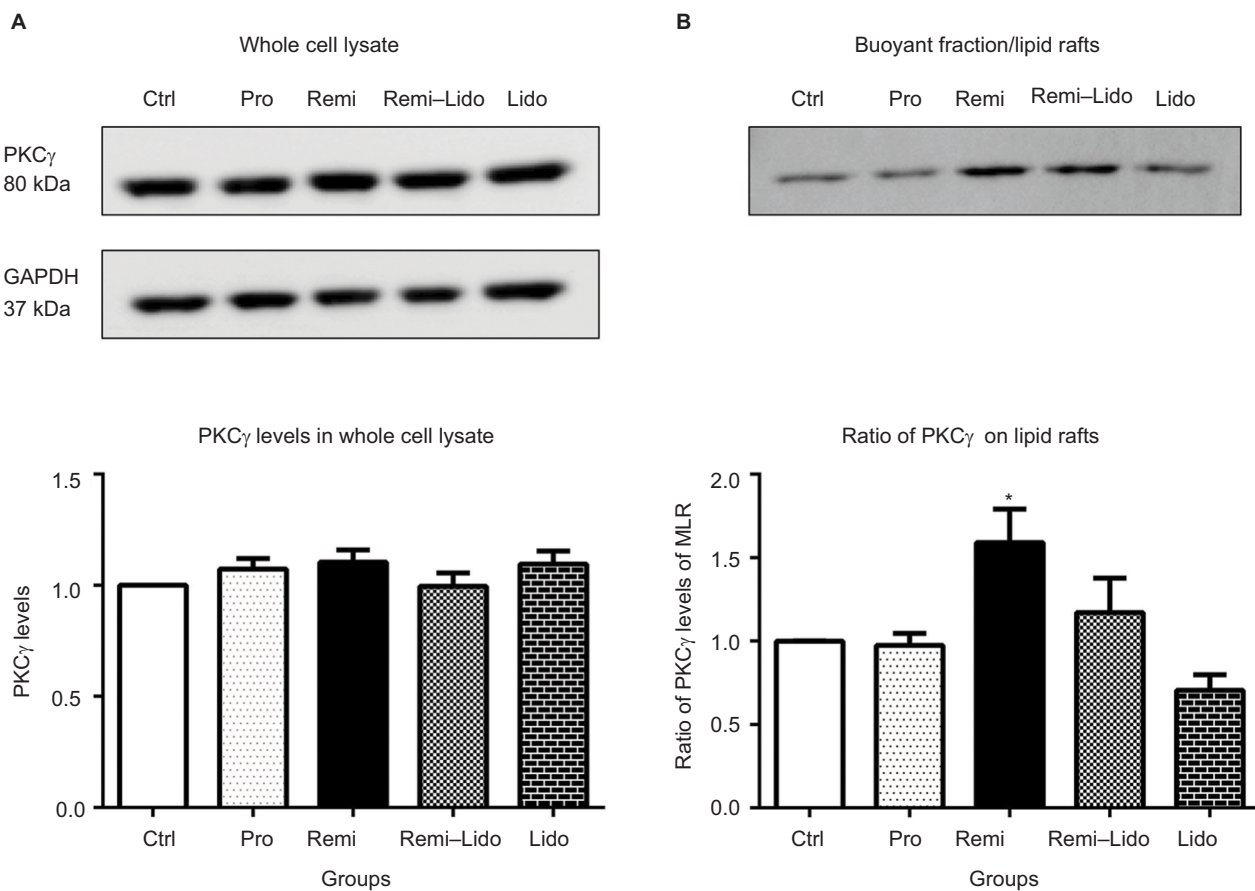 A
Whole cell lysate
Ctrl Pro Remi Remi–Lido Lido
PKCγ
80 kDa
GAPDH
37 kDa
PKCγ levels in whole cell lysate
PKCγ levels
1.5
1.0
0.5
0.0
Ctrl Pro Remi Remi–Lido Lido
Groups
B
Buoyant fraction/lipid rafts
Ctrl Pro Remi Remi–Lido Lido
Ratio of PKCγ on lipid rafts
Ratio of PKCγ levels of MLR
2.0
1.5
1.0
0.5
0.0
*
Ctrl Pro Remi Remi–Lido Lido
Groups